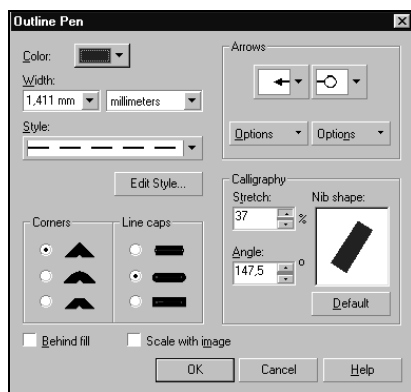 Outline Pen
Color:
Width:
1,411 mm
millimeters
Style:
Edit Style...
Corners
Line caps
Arrows
Options
Options
Calligraphy
Stretch:
37
%
Angle:
147,5
°
Nib shape:
Default
Behind fill
Scale with image
OK
Cancel
Help